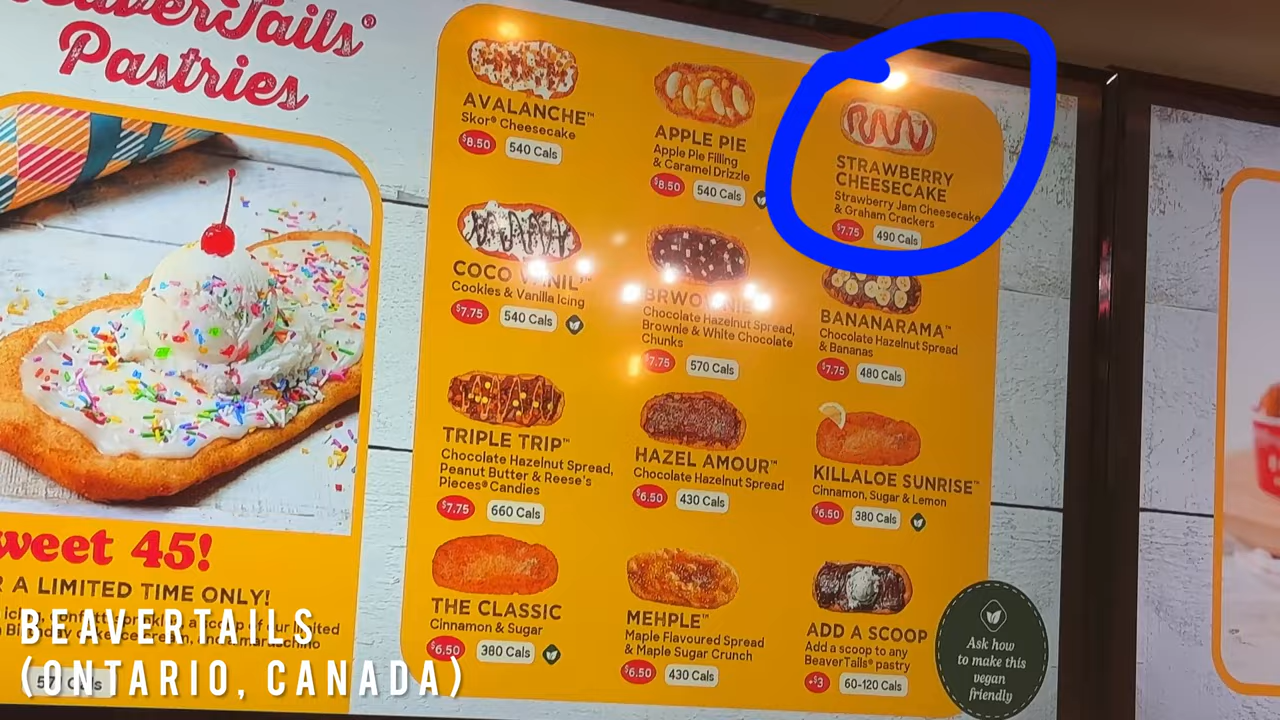 BeaverTails®
Pastries
AVALANCHE™
Skor® Cheesecake
$8.50 540 Cals
APPLE PIE
Apple Pie Filling
& Caramel Drizzle
$8.50 540 Cals
STRAWBERRY
CHEESECAKE
Strawberry Jam Cheesecake
& Graham Crackers
$7.75 490 Cals
COCO
Cookies & Vanilla Icing
$7.75 540 Cals
Chocolate Hazelnut Spread,
Brownie & White Chocolate
Chunks
$7.75 570 Cals
BANANARAMA™
Chocolate Hazelnut Spread
& Bananas
$7.75 480 Cals
TRIPLE TRIP™
Chocolate Hazelnut Spread,
Peanut Butter & Reese's
Pieces® Candies
$7.75 660 Cals
HAZEL AMOUR™
Chocolate Hazelnut Spread
$6.50 430 Cals
KILLALOE SUNRISE™
Cinnamon, Sugar & Lemon
$6.50 380 Cals
THE CLASSIC
Cinnamon & Sugar
$6.50 380 Cals
MEHPLE™
Maple Flavoured Spread
& Maple Sugar Crunch
$6.50 430 Cals
ADD A SCOOP
Add a scoop to any
BeaverTails® pastry
+$3 60-120 Cals
Ask how
to make this
vegan
friendly
weet 45!
A LIMITED TIME ONLY!
BEAVERTAILS
(ONTARIO, CANADA)